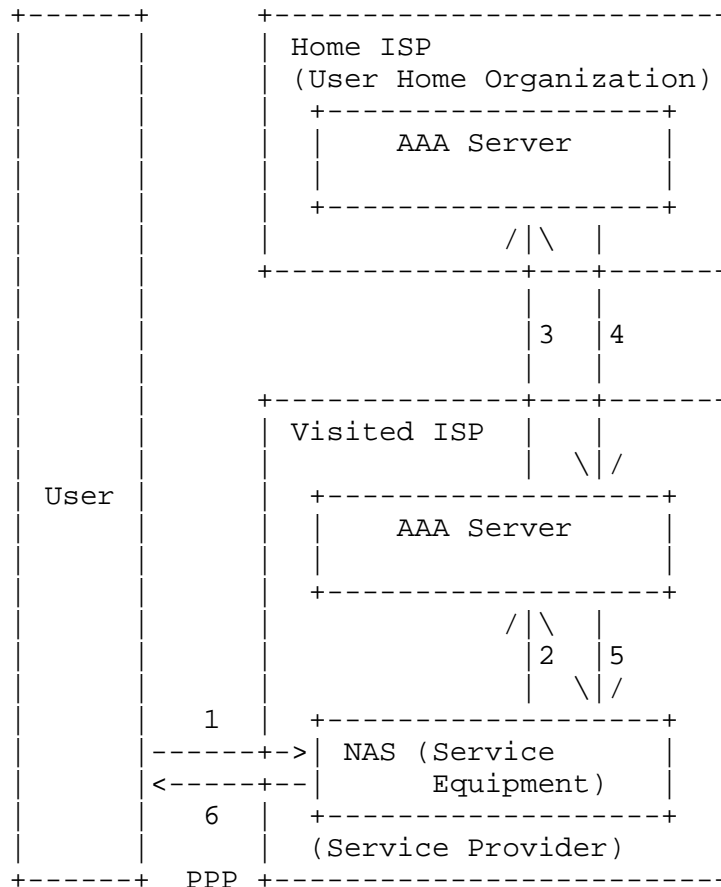 Home ISP
(User Home Organization)
AAA Server
3 4
Visited ISP
User
AAA Server
2 5
1
NAS (Service
Equipment)
6
(Service Provider)
PPP